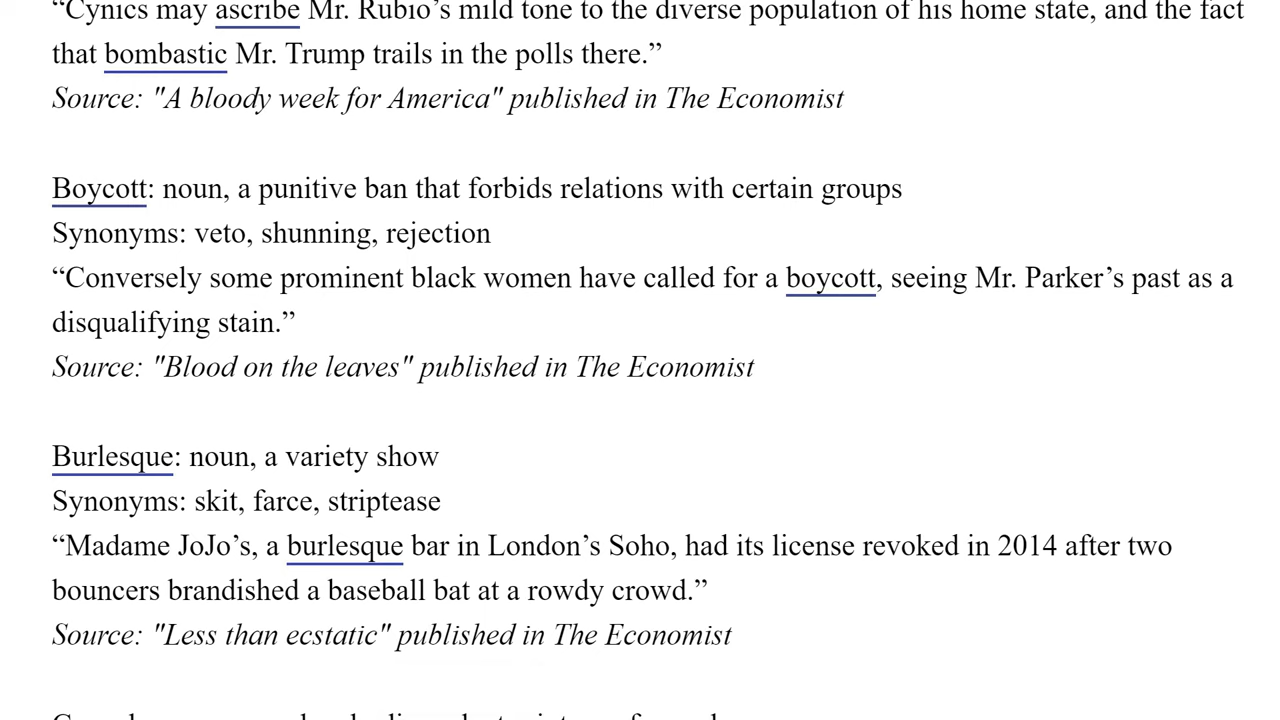 “Cynics may ascribe Mr. Rubio’s mild tone to the diverse population of his home state, and the fact
that bombastic Mr. Trump trails in the polls there.”
Source: "A bloody week for America" published in The Economist
Boycott: noun, a punitive ban that forbids relations with certain groups
Synonyms: veto, shunning, rejection
“Conversely some prominent black women have called for a boycott, seeing Mr. Parker’s past as a
disqualifying stain.”
Source: "Blood on the leaves" published in The Economist
Burlesque: noun, a variety show
Synonyms: skit, farce, striptease
“Madame JoJo’s, a burlesque bar in London’s Soho, had its license revoked in 2014 after two
bouncers brandished a baseball bat at a rowdy crowd.”
Source: "Less than ecstatic" published in The Economist